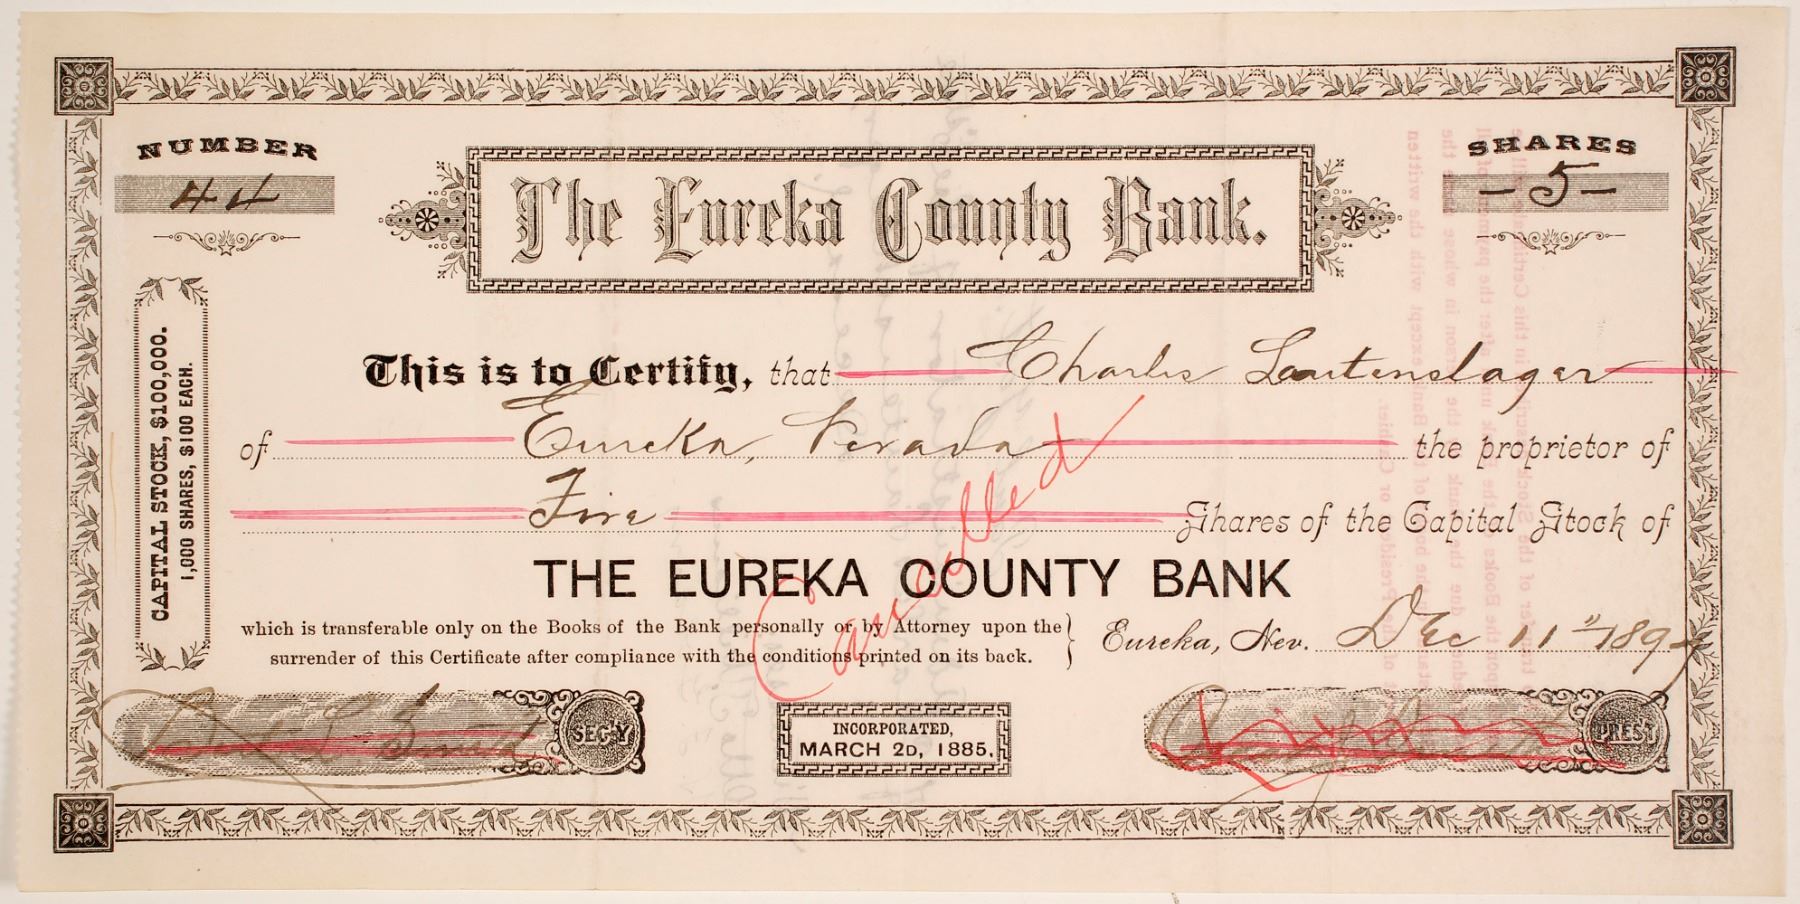 NUMBER
44
SHARES
-5-
The Eureka County Bank.
CAPITAL STOCK, $100,000.
1,000 SHARES, $100 EACH.
This is to Certify, that Charles Lautenslager
of Eureka, Nevada the proprietor of
Five Shares of the Capital Stock of
THE EUREKA COUNTY BANK
which is transferable only on the Books of the Bank personally or by Attorney upon the
surrender of this Certificate after compliance with the conditions printed on its back.
Eureka, Nev. Dec 11" 189
Cancelled
Smith
SEC'Y
INCORPORATED,
MARCH 2D, 1885.
PREST